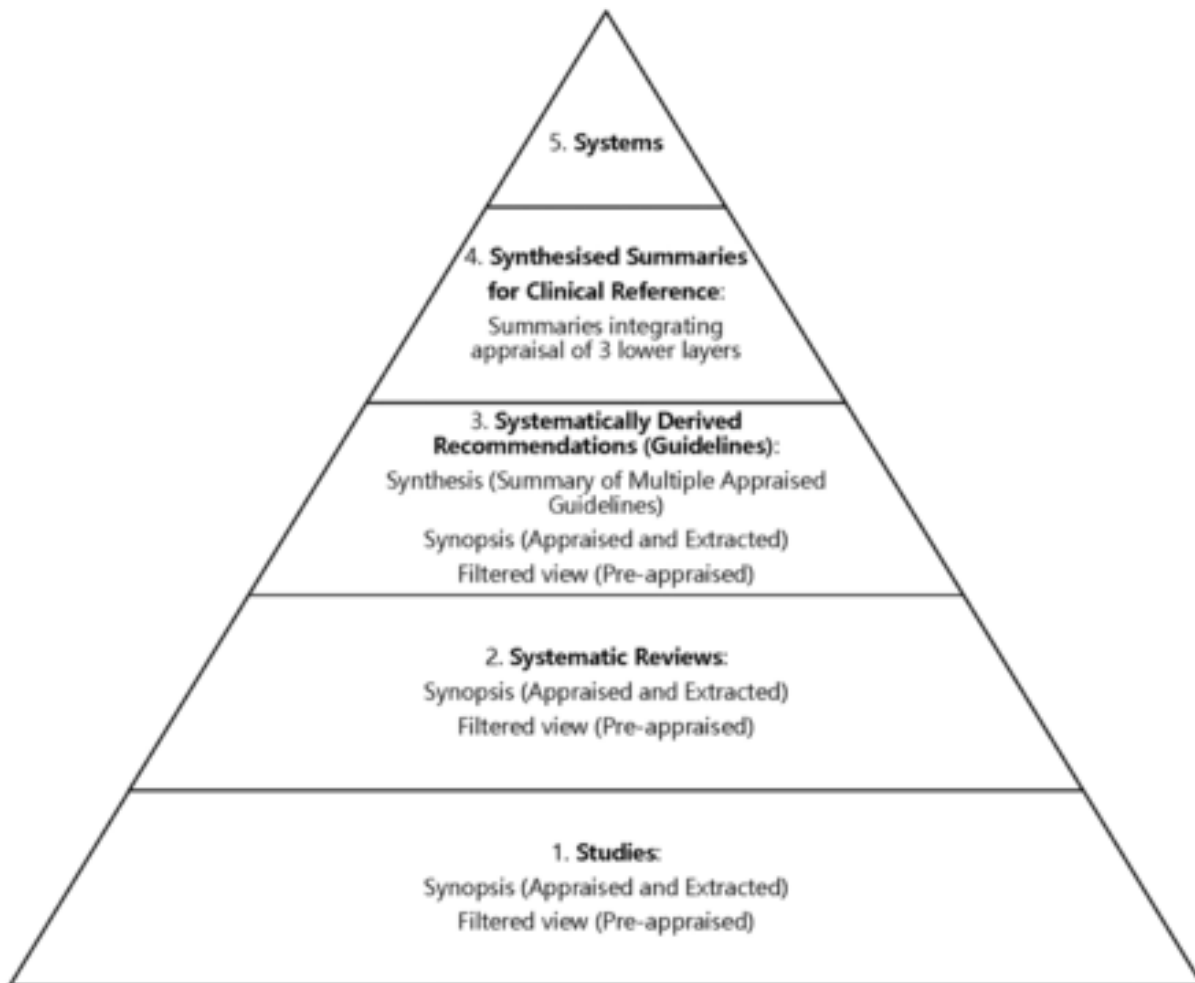 5. Systems
4. Synthesised Summaries
for Clinical Reference:
Summaries integrating
appraisal of 3 lower layers
3. Systematically Derived
Recommendations (Guidelines):
Synthesis (Summary of Multiple Appraised
Guidelines)
Synopsis (Appraised and Extracted)
Filtered view (Pre-appraised)
2. Systematic Reviews:
Synopsis (Appraised and Extracted)
Filtered view (Pre-appraised)
1. Studies:
Synopsis (Appraised and Extracted)
Filtered view (Pre-appraised)